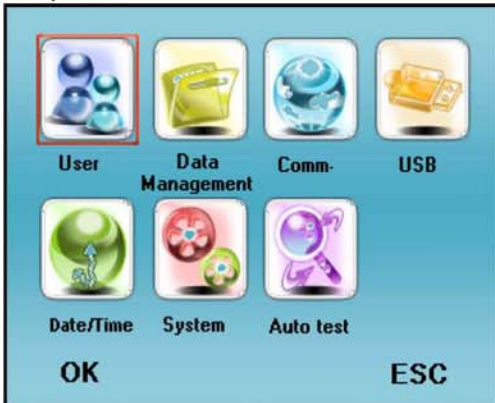 User
Data
Management
Comm-
USB
Date/Time
System
Auto test
OK
ESC